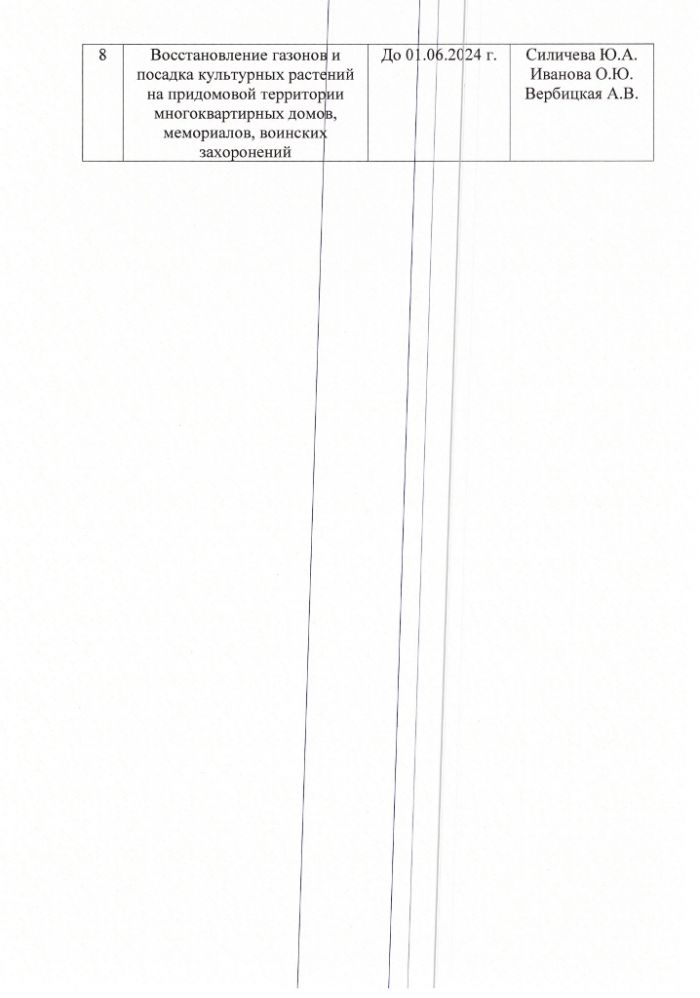 8
Восстановление газонов и
посадка культурных растений
на придомовой территории
многоквартирных домов,
мемориалов, воинских
захоронений
До 01.06.2024 г.
Силичева Ю.А.
Иванова О.Ю.
Вербицкая А.В.